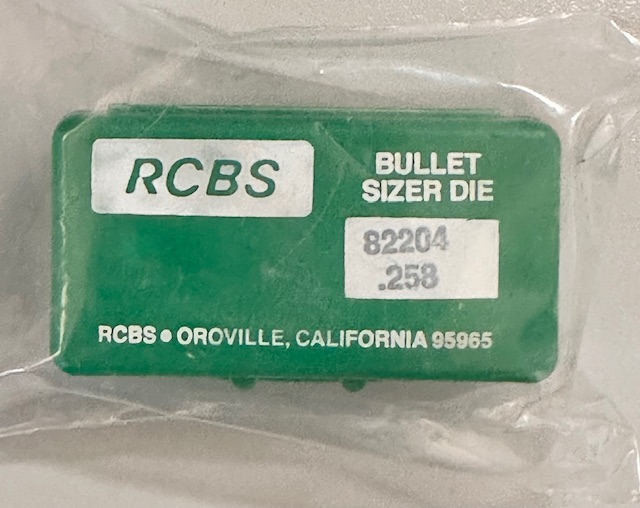 RCBS
BULLET
SIZER DIE
82204
.258
RCBS • OROVILLE, CALIFORNIA 95965